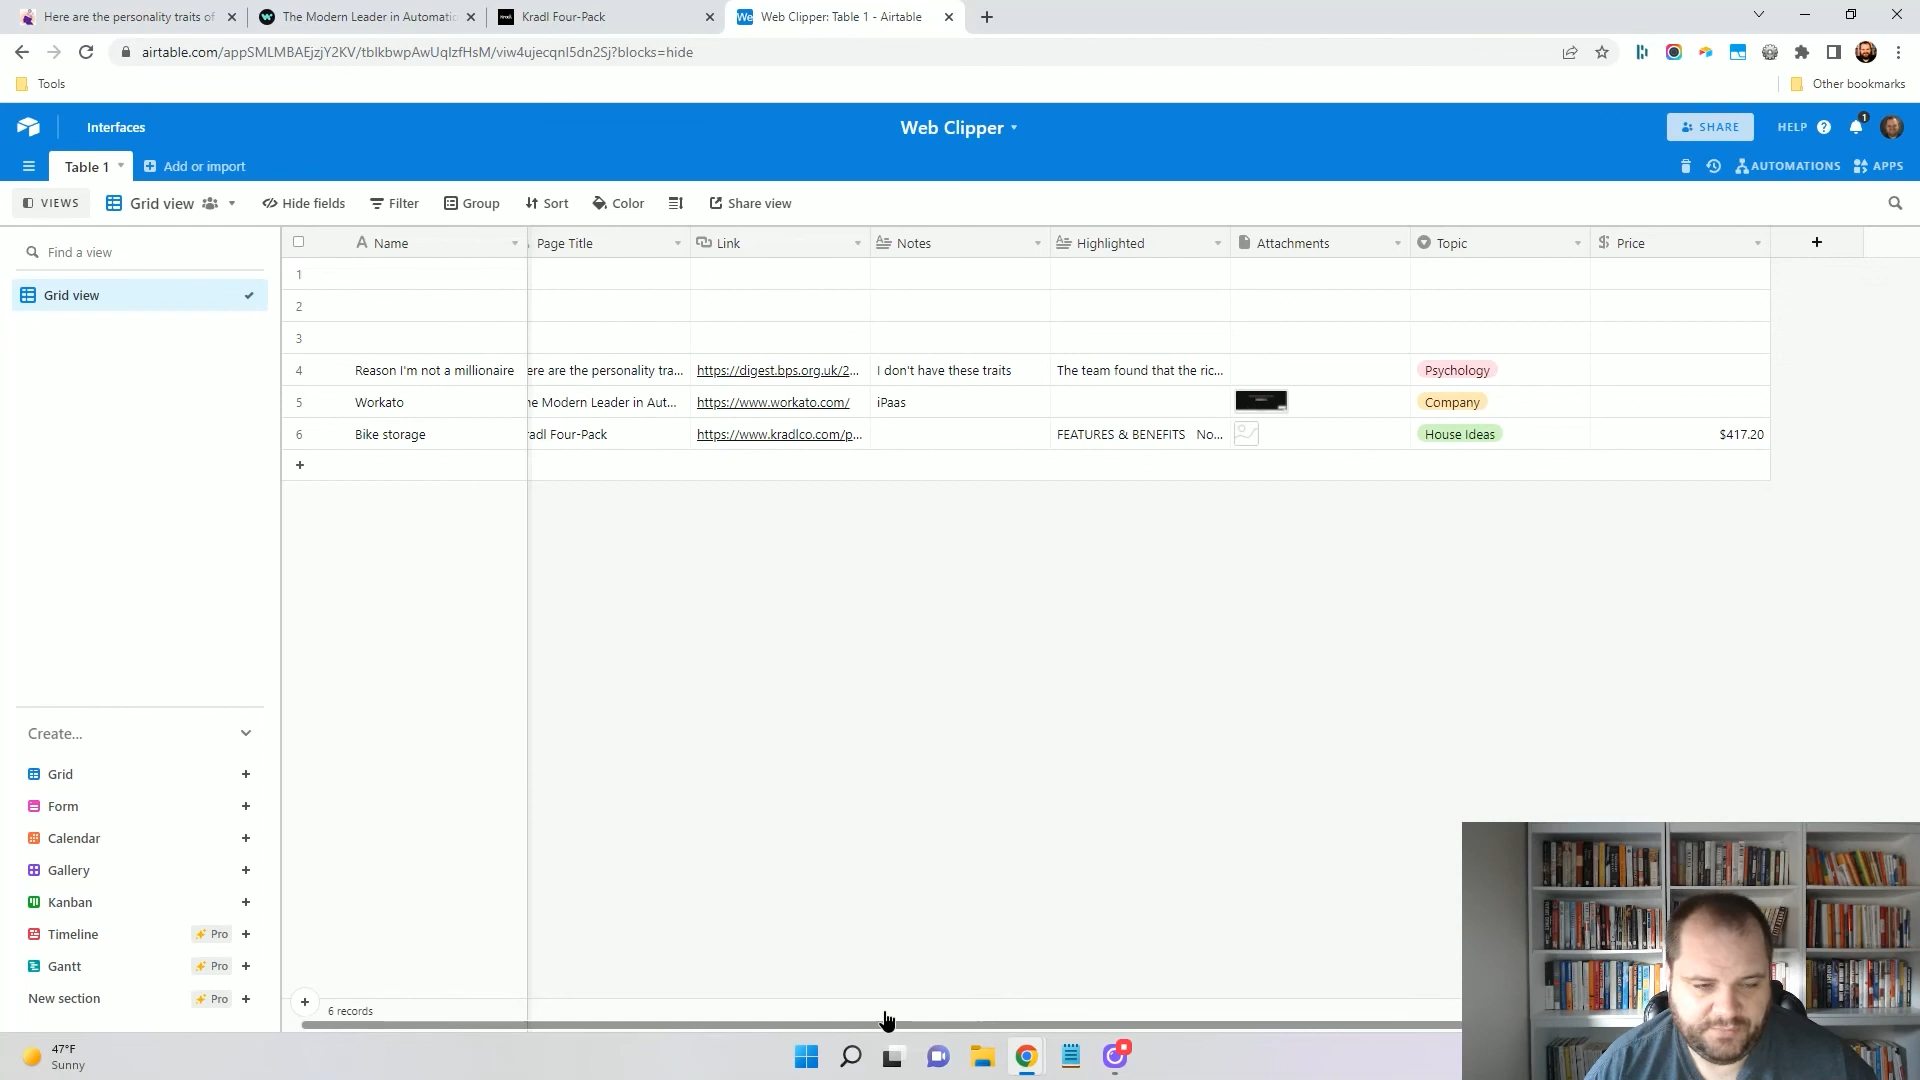 Here are the personality traits of
The Modern Leader in Automatic
Kradl Four-Pack
Web Clipper: Table 1 - Airtable
airtable.com/appSMLMBAEjzjY2KV/tblkbwpAwUqlzfHsM/viw4ujecqnl5dn2Sj?blocks=hide
Tools
Other bookmarks
Interfaces
Web Clipper
SHARE
HELP
1
Table 1
Add or import
AUTOMATIONS
APPS
VIEWS
Grid view
Hide fields
Filter
Group
Sort
Color
Share view
Find a view
Grid view
Name
Page Title
Link
Notes
Highlighted
Attachments
Topic
Price
1
2
3
4 Reason I'm not a millionaire ere are the personality tra... https://digest.bps.org.uk/2... I don't have these traits The team found that the ric... Psychology
5 Workato ne Modern Leader in Aut... https://www.workato.com/ iPaas Company
6 Bike storage radl Four-Pack https://www.kradlco.com/p... FEATURES & BENEFITS No... House Ideas $417.20
Create...
Grid
Form
Calendar
Gallery
Kanban
Timeline Pro
Gantt Pro
New section Pro
6 records
47°F
Sunny